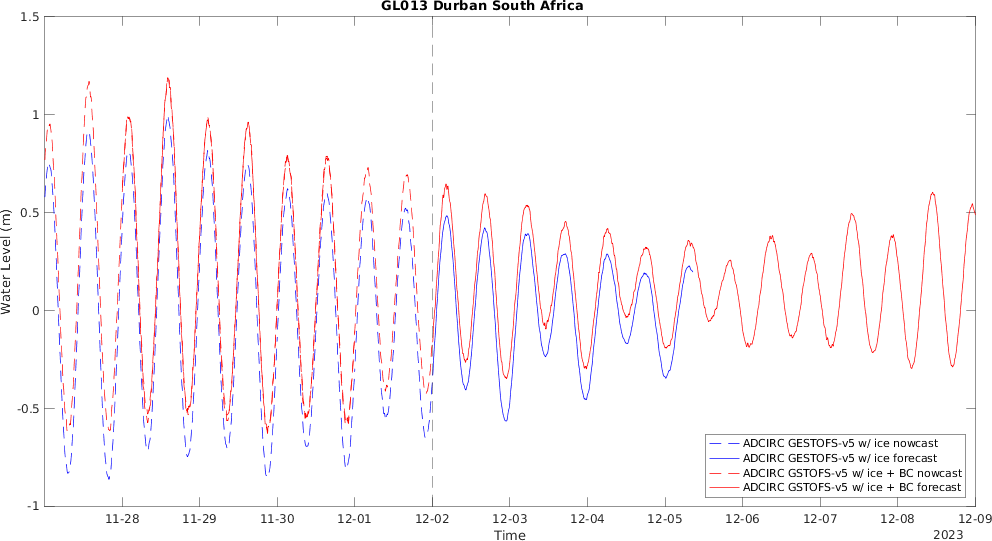 GL013 Durban South Africa
1.5
1
0.5
0
-0.5
-1
Water Level (m)
11-28
11-29
11-30
12-01
12-02
12-03
12-04
12-05
12-06
12-07
12-08
12-09
Time
2023
ADCIRC GESTOFS-v5 w/ ice nowcast
ADCIRC GESTOFS-v5 w/ ice forecast
ADCIRC GSTOFS-v5 w/ ice + BC nowcast
ADCIRC GSTOFS-v5 w/ ice + BC forecast